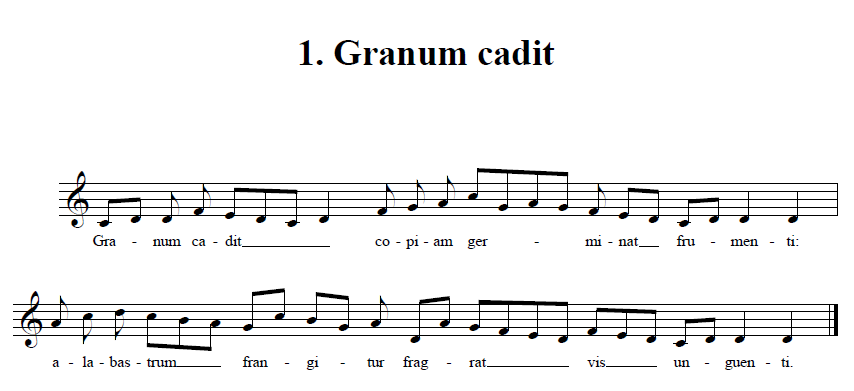 1. Granum cadit
Gra - num ca - dit co - pi - am ger - mi - nat fru - men - ti:
a - la - bas - trum fran - gi - tur frag - rat vis un - guen - ti.